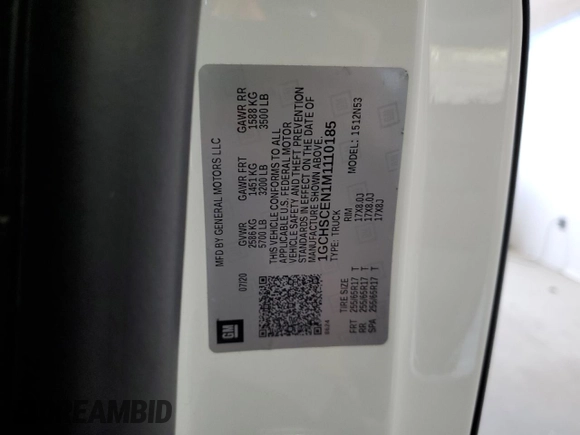 MFD BY GENERAL MOTORS LLC
07/20
GVWR
2586 KG
5700 LB
GAWR FRT
1451 KG
3200 LB
GAWR RR
1588 KG
3500 LB
THIS VEHICLE CONFORMS TO ALL
APPLICABLE U.S. FEDERAL MOTOR
VEHICLE SAFETY AND THEFT PREVENTION
STANDARDS IN EFFECT ON THE DATE OF
MANUFACTURE SHOWN ABOVE.
1GCHSCEN1M1110185
TYPE: TRUCK
MODEL: 1512N53
TIRE SIZE
RIM
FRT 255/65R17 T 17X8.0J
RR 255/65R17 T 17X8.0J
SPA 255/65R17 T 17X8J
GM